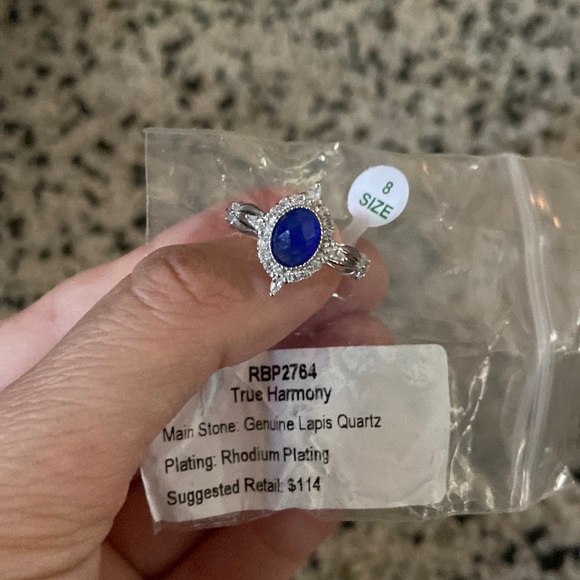 8
SIZE
RBP2764
True Harmony
Main Stone: Genuine Lapis Quartz
Plating: Rhodium Plating
Suggested Retail: $114